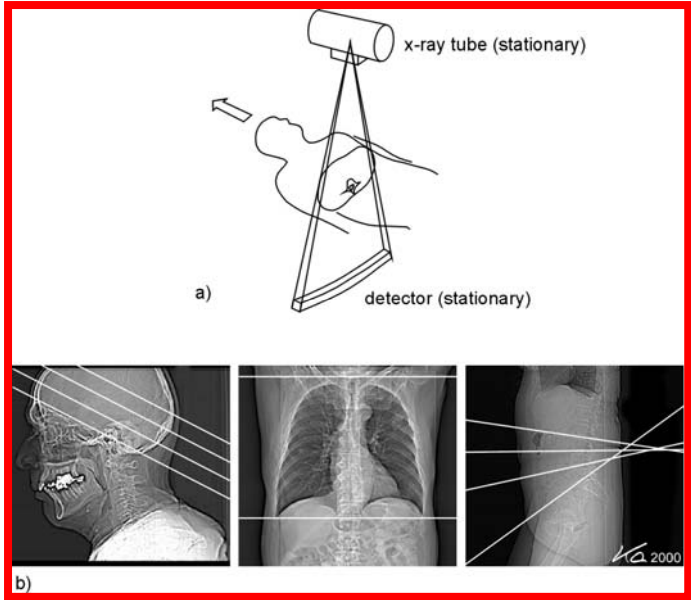 x-ray tube (stationary)
a)
detector (stationary)
2000
b)